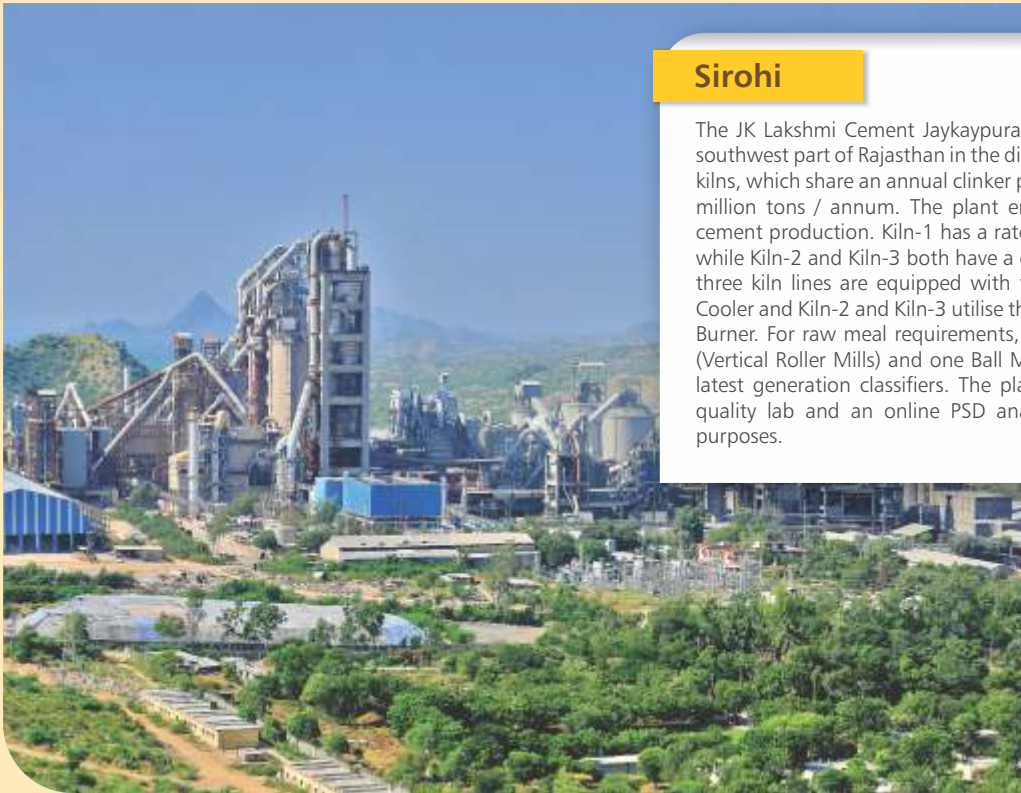 Sirohi
The JK Lakshmi Cement Jaykaypura
southwest part of Rajasthan in the di
kilns, which share an annual clinker p
million tons / annum. The plant en
cement production. Kiln-1 has a rate
while Kiln-2 and Kiln-3 both have a
three kiln lines are equipped with
Cooler and Kiln-2 and Kiln-3 utilise th
Burner. For raw meal requirements,
(Vertical Roller Mills) and one Ball M
latest generation classifiers. The pla
quality lab and an online PSD ana
purposes.